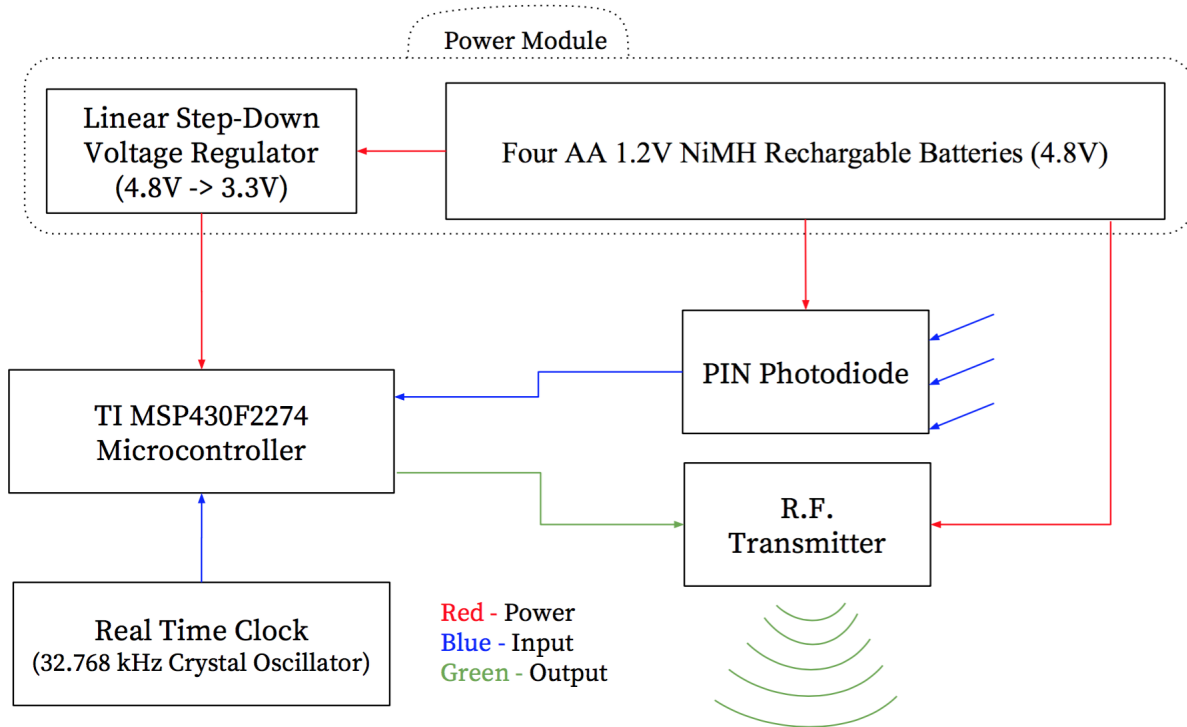 Power Module
Linear Step-Down
Voltage Regulator
(4.8V -> 3.3V)
Four AA 1.2V NiMH Rechargable Batteries (4.8V)
PIN Photodiode
TI MSP430F2274
Microcontroller
R.F.
Transmitter
Real Time Clock
(32.768 kHz Crystal Oscillator)
Red - Power
Blue - Input
Green - Output